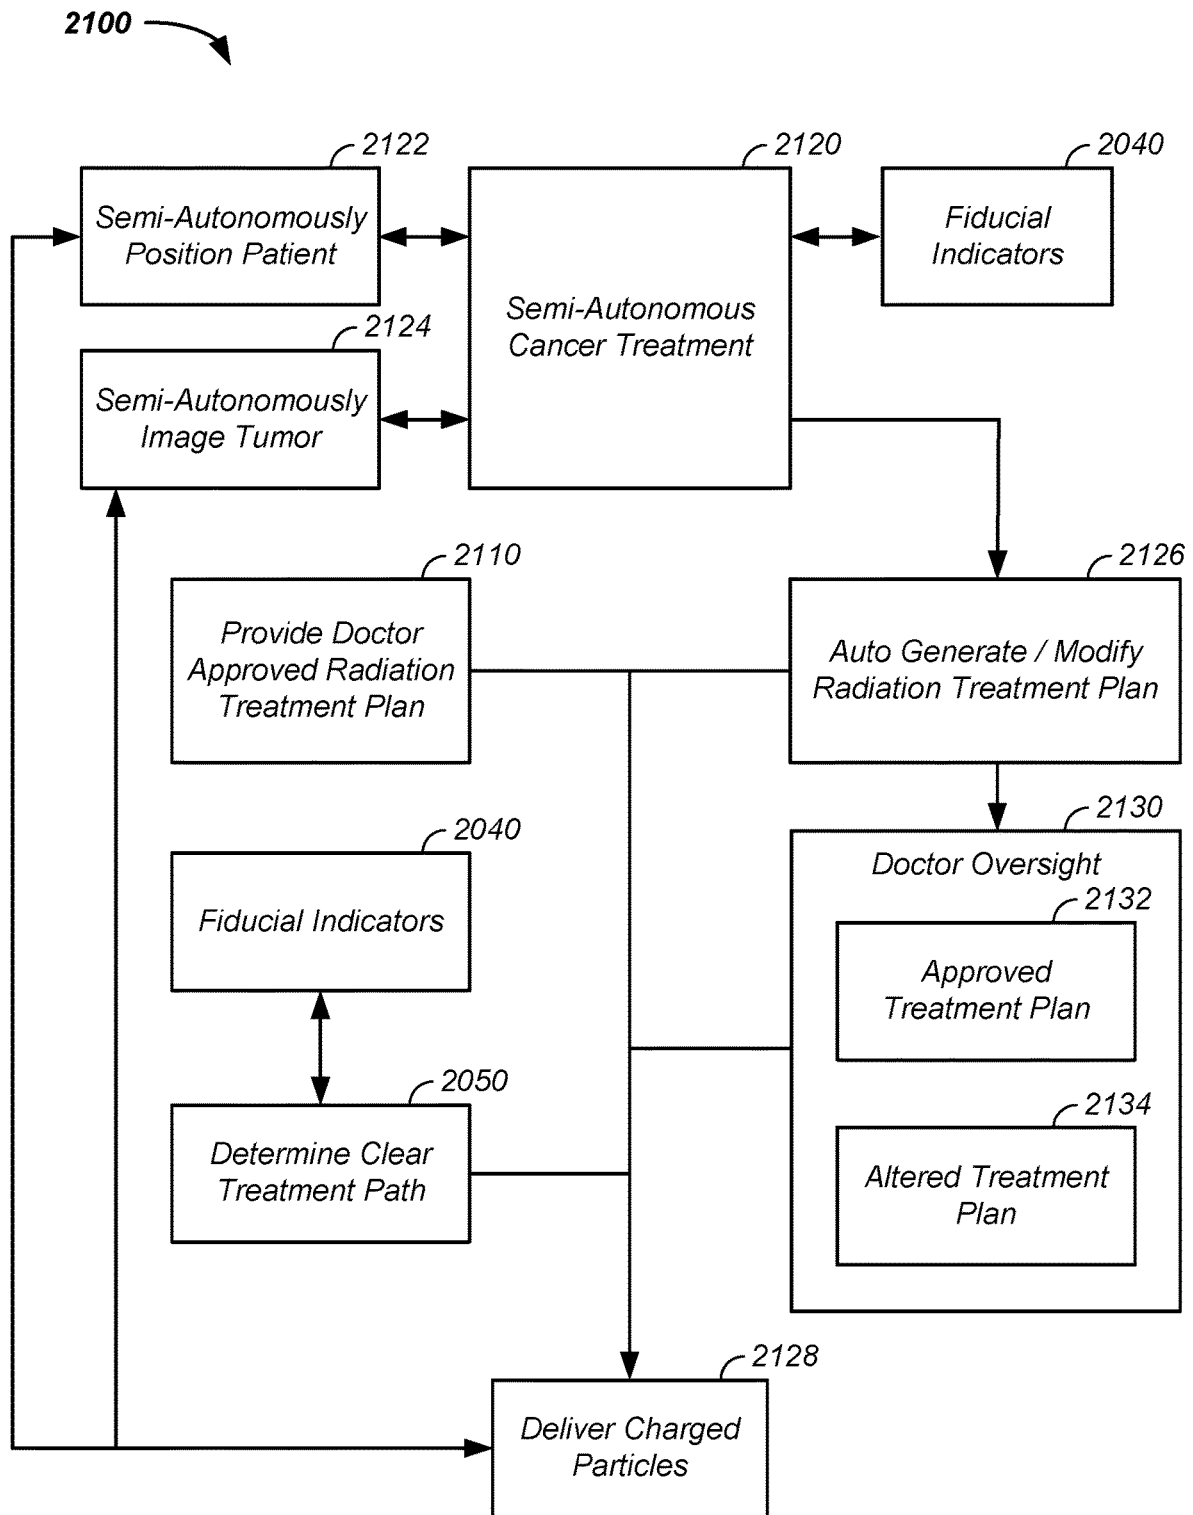 2100
2122
Semi-Autonomously
Position Patient
2120
Semi-Autonomous
Cancer Treatment
2040
Fiducial
Indicators
2124
Semi-Autonomously
Image Tumor
2110
Provide Doctor
Approved Radiation
Treatment Plan
2126
Auto Generate / Modify
Radiation Treatment Plan
2040
Fiducial Indicators
2130
Doctor Oversight
2132
Approved
Treatment Plan
2050
Determine Clear
Treatment Path
2134
Altered Treatment
Plan
2128
Deliver Charged
Particles